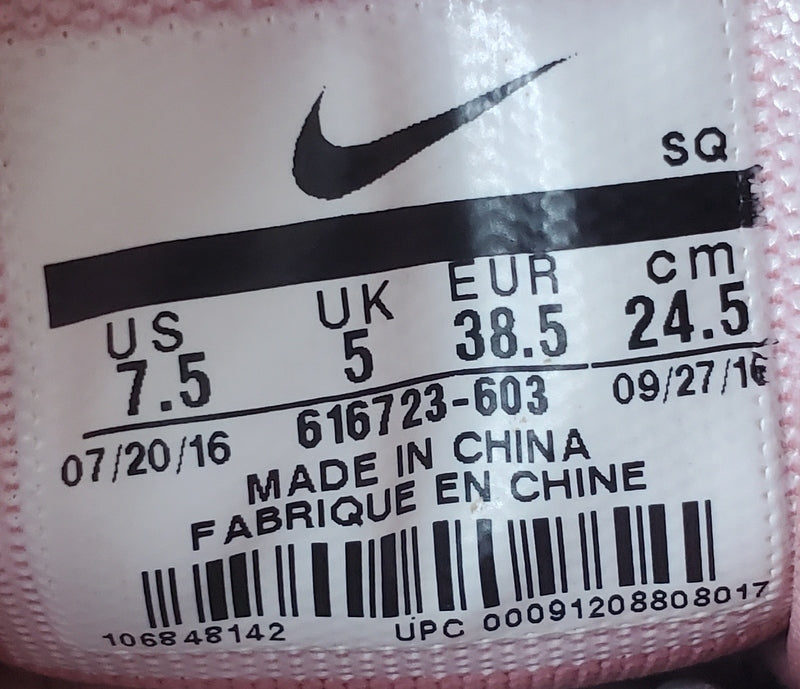 SQ
US UK EUR cm
7.5 5 38.5 24.5
07/20/16 616723-603 09/27/16
MADE IN CHINA
FABRIQUE EN CHINE
106848142 UPC 00091208808017